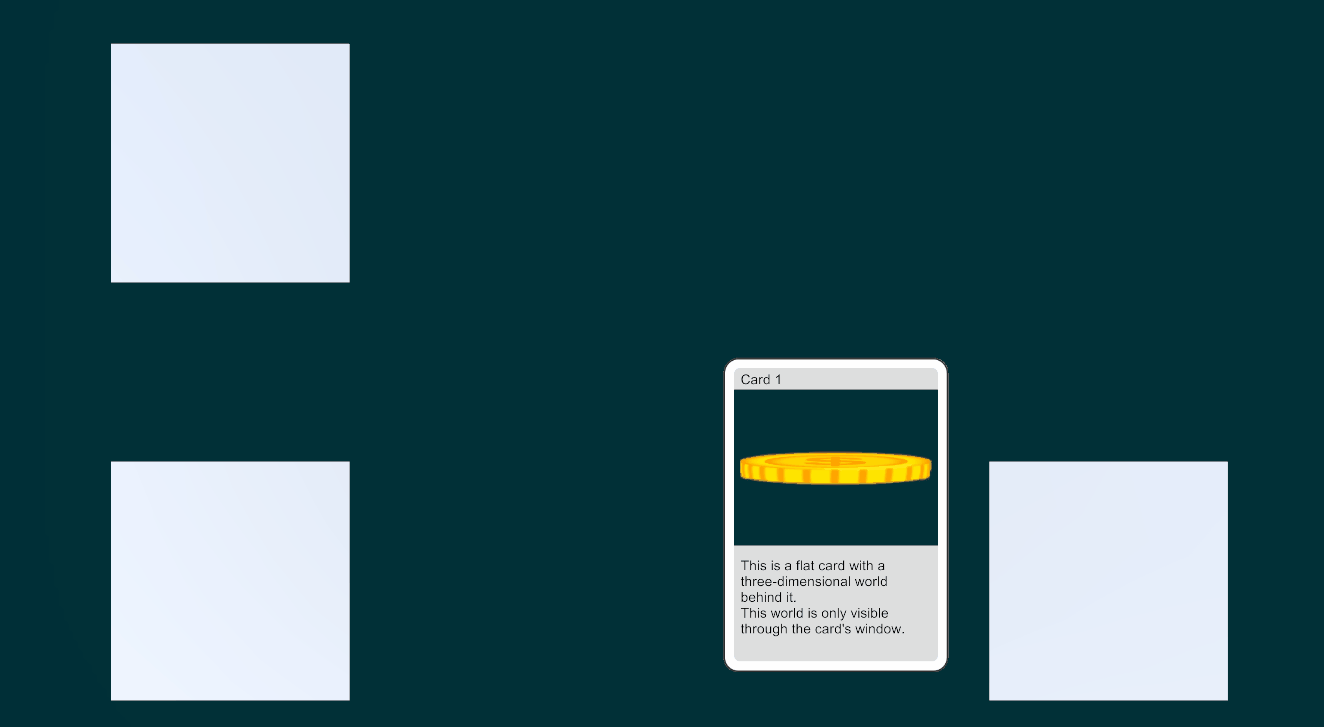 Card 1
This is a flat card with a
three-dimensional world
behind it.
This world is only visible
through the card's window.